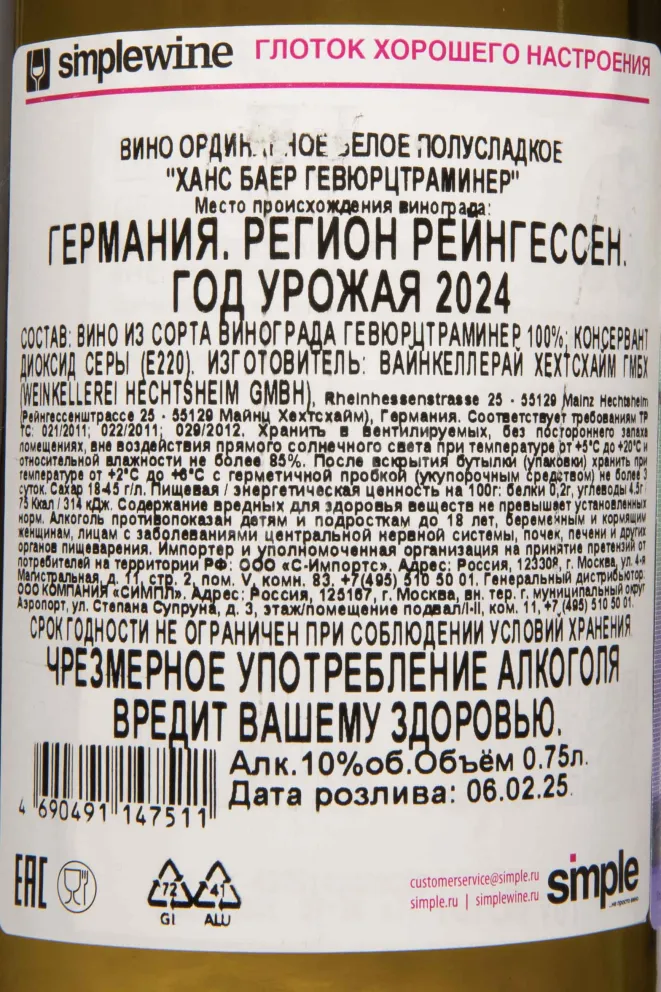 simplewine ГЛОТОК ХОРОШЕГО НАСТРОЕНИЯ
ВИНО БЕЛОЕ ПОЛУСЛАДКОЕ
"ХАНС БАЕР ГЕВЮРЦТРАМИНЕР"
Место происхождения винограда:
ГЕРМАНИЯ. РЕГИОН РЕЙНГЕССЕН.
ГОД УРОЖАЯ 2024
СОСТАВ: ВИНО ИЗ СОРТА ВИНОГРАДА ГЕВЮРЦТРАМИНЕР 100%; КОНСЕРВАНТ
ДИОКСИД СЕРЫ (Е220). ИЗГОТОВИТЕЛЬ: ВАЙНКЕЛЛЕРАЙ ХЕХТСХАЙМ ГМБХ
(WEINKELLEREI HECHTSHEIM GMBH), Rheinhessenstrasse 25 - 55129 Mainz Hechtsheim
(Рейнгессенштрассе 25 - 55129 Майнц Хехтсхайм), Германия. Соответствует требованиям ТР
ТС: 021/2011; 022/2011; 029/2012. Хранить в вентилируемых, без постороннего запаха
помещениях, вне воздействия прямого солнечного света при температуре от +5°С до +20°С и
относительной влажности не более 85%. После вскрытия бутылки (упаковки) хранить при
температуре от +2°С до +6°С с герметичной пробкой (укупорочным средством) не более 3
суток. Сахар 18-45 г/л. Пищевая / энергетическая ценность на 100г: белки 0,2г, углеводы 4,5г
75 Ккал / 314 кДж. Содержание вредных для здоровья веществ не превышает установленных
норм. Алкоголь противопоказан детям и подросткам до 18 лет, беременным и кормящим
женщинам, лицам с заболеваниями центральной нервной системы, почек, печени и других
органов пищеварения. Импортер и уполномоченная организация на принятие претензий от
потребителей на территории РФ: ООО «С-Импортс». Адрес: Россия, 123308, г. Москва, ул. 4-я
Магистральная, д. 11, стр. 2, пом. V, комн. 83, +7(495) 510 50 01. Генеральный дистрибьютор:
ООО КОМПАНИЯ «СИМПЛ». Адрес: Россия, 125167, г. Москва, вн. тер. г. муниципальный округ
Аэропорт, ул. Степана Супруна, д. 3, этаж/помещение подвал/I-II, ком. 11, +7(495) 510 50 01.
СРОК ГОДНОСТИ НЕ ОГРАНИЧЕН ПРИ СОБЛЮДЕНИИ УСЛОВИЙ ХРАНЕНИЯ
ЧРЕЗМЕРНОЕ УПОТРЕБЛЕНИЕ АЛКОГОЛЯ
ВРЕДИТ ВАШЕМУ ЗДОРОВЬЮ.
Алк.10%об.Объём 0.75л.
Дата розлива: 06.02.25.
4 690491 147511
EAC
72 41
Gl ALU
customerservice@simple.ru
simple.ru | simplewine.ru
simple
...не просто вино